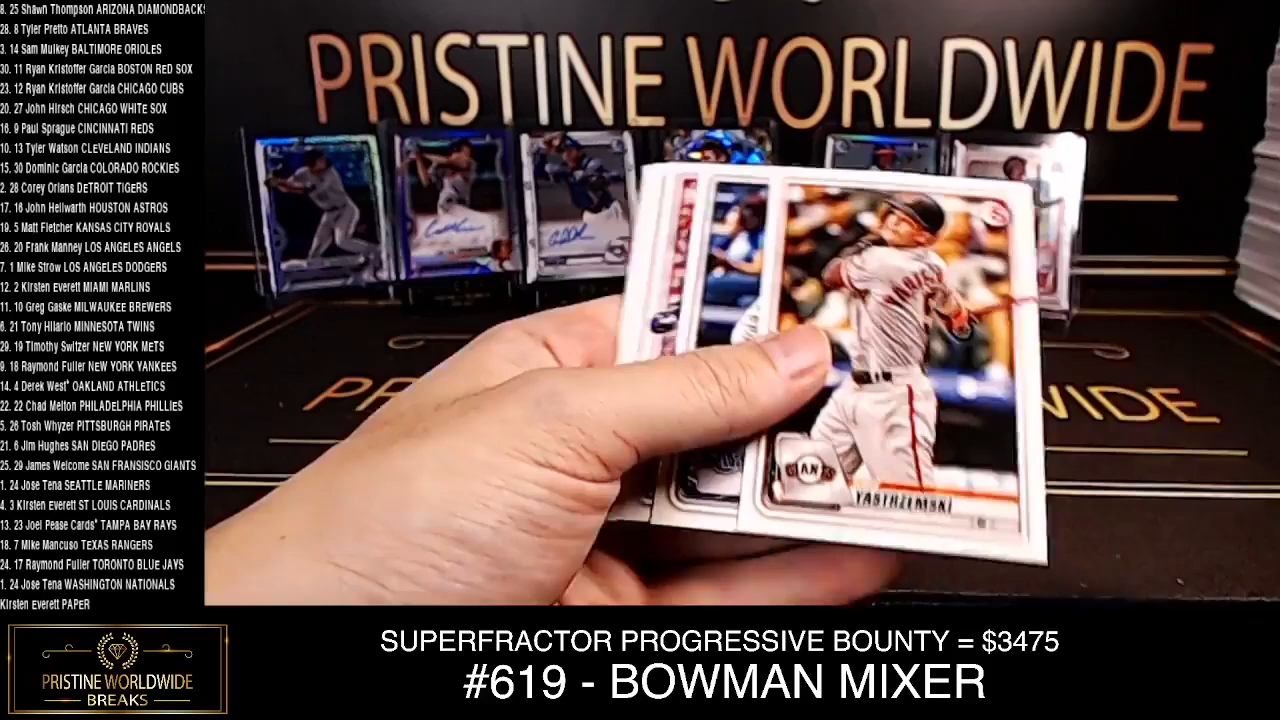 8. 25 Shawn Thompson ARIZONA DIAMONDBACKS
28. 8 Tyler Pretto ATLANTA BRAVES
3. 14 Sam Mulkey BALTIMORE ORIOLES
30. 11 Ryan Kristoffer Garcia BOSTON RED SOX
23. 12 Ryan Kristoffer Garcia CHICAGO CUBS
20. 27 John Hirsch CHICAGO WHITE SOX
16. 9 Paul Sprague CINCINNATI REDS
10. 13 Tyler Watson CLEVELAND INDIANS
15. 30 Dominic Garcia COLORADO ROCKIES
2. 28 Corey Orians DETROIT TIGERS
17. 16 John Hellwarth HOUSTON ASTROS
19. 5 Matt Fletcher KANSAS CITY ROYALS
26. 20 Frank Manney LOS ANGELES ANGELS
7. 1 Mike Strow LOS ANGELES DODGERS
12. 2 Kirsten Everett MIAMI MARLINS
11. 10 Greg Gaske MILWAUKEE BREWERS
6. 21 Tony Hilario MINNESOTA TWINS
29. 19 Timothy Switzer NEW YORK METS
9. 18 Raymond Fuller NEW YORK YANKEES
14. 4 Derek West* OAKLAND ATHLETICS
22. 22 Chad Melton PHILADELPHIA PHILLIES
5. 26 Tosh Whyzer PITTSBURGH PIRATES
21. 6 Jim Hughes SAN DIEGO PADRES
25. 29 James Welcome SAN FRANSISCO GIANTS
1. 24 Jose Tena SEATTLE MARINERS
4. 3 Kirsten Everett ST LOUIS CARDINALS
13. 23 Joel Pease Cards* TAMPA BAY RAYS
18. 7 Mike Mancuso TEXAS RANGERS
24. 17 Raymond Fuller TORONTO BLUE JAYS
1. 24 Jose Tena WASHINGTON NATIONALS
Kirsten Everett PAPER
PRISTINE WORLDWIDE
GIANTS
YASTRZEMSKI
PRISTINE WORLDWIDE
BREAKS
SUPERFRACTOR PROGRESSIVE BOUNTY = $3475
#619 - BOWMAN MIXER